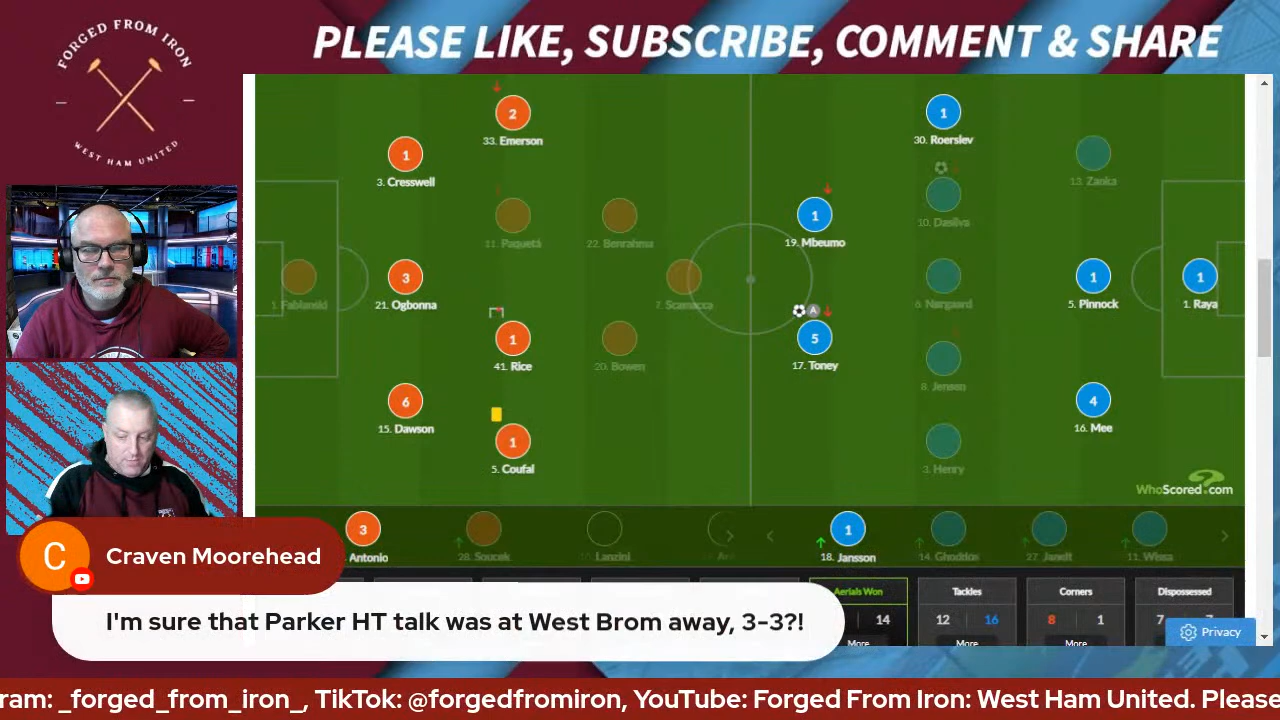 FORGED FROM IRON
WEST HAM UNITED
PLEASE LIKE, SUBSCRIBE, COMMENT & SHARE
2
33. Emerson
1
3. Cresswell
11. Paquetá
22. Benrahma
1. Fabianski
3
21. Ogbonna
7. Scamacca
1
41. Rice
20. Bowen
6
15. Dawson
1
5. Coufal
1
30. Roerslev
13. Zanka
10. Dasilva
1
19. Mbeumo
6. Nørgaard
1
5. Pinnock
1
1. Raya
A
5
17. Toney
8. Jensen
4
16. Mee
3. Henry
WhoScored.com
3
Antonio
28. Soucek
Lanzini
1
18. Jansson
14. Ghoddos
27. Janelt
11. Wissa
Aerials Won
14
More
Tackles
12 16
More
Corners
8 1
More
Dispossessed
7
Privacy
C
Craven Moorehead
I'm sure that Parker HT talk was at West Brom away, 3-3?!
ram: _forged_from_iron_, TikTok: @forgedfromiron, YouTube: Forged From Iron: West Ham United. Please